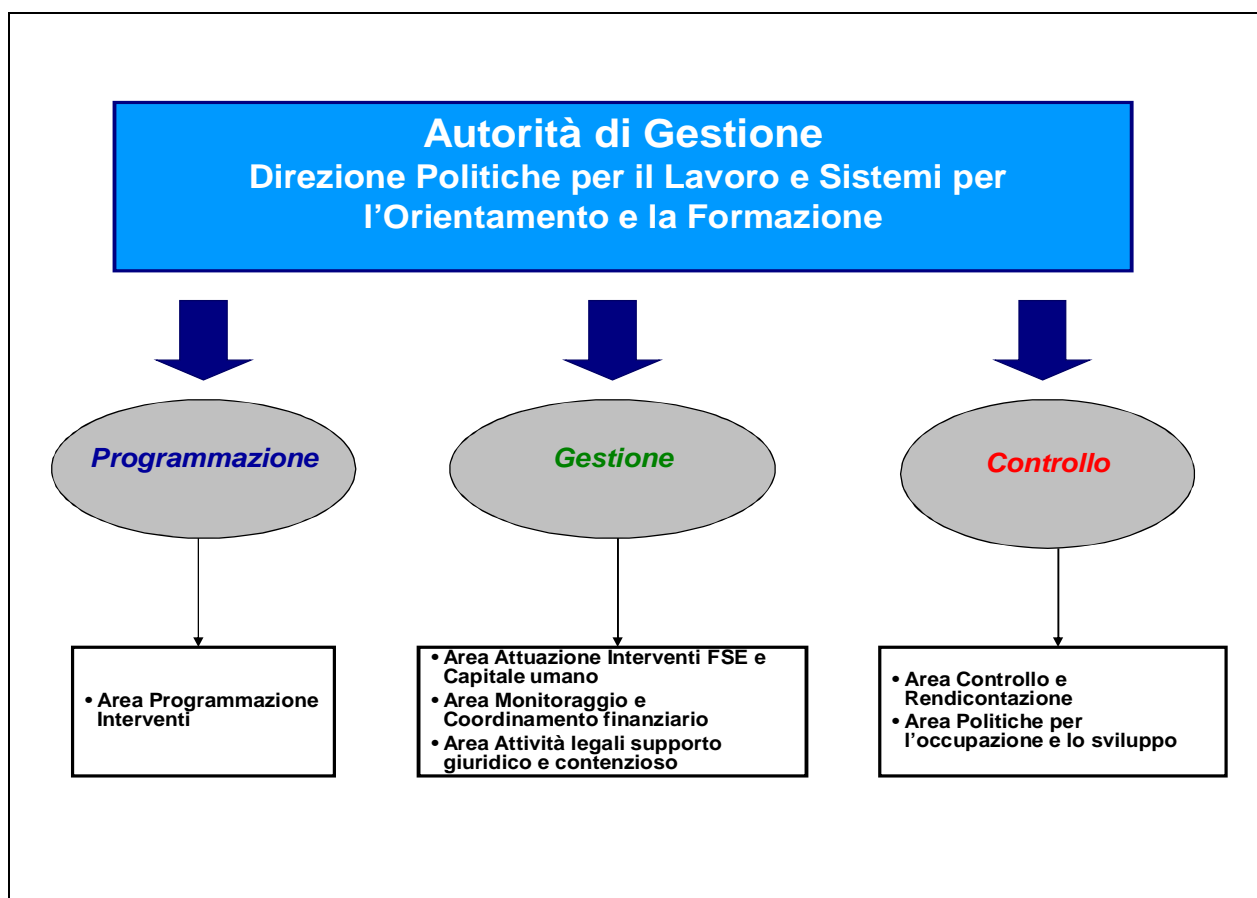 Autorità di Gestione
Direzione Politiche per il Lavoro e Sistemi per
l’Orientamento e la Formazione
Programmazione
Gestione
Controllo
• Area Programmazione
Interventi
• Area Attuazione Interventi FSE e
Capitale umano
• Area Monitoraggio e
Coordinamento finanziario
• Area Attività legali supporto
giuridico e contenzioso
• Area Controllo e
Rendicontazione
• Area Politiche per
l’occupazione e lo sviluppo